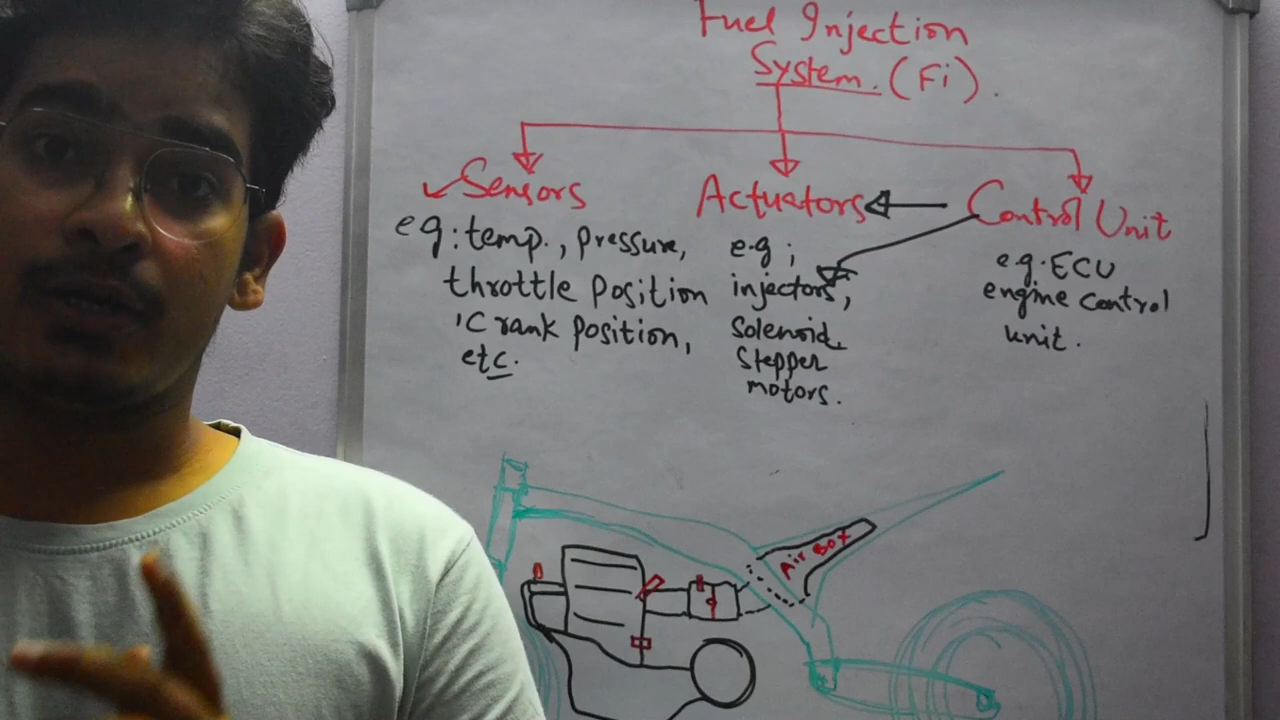 Fuel Injection
System. (Fi).
Sensors
eg: temp., pressure,
throttle position
, Crank position,
etc.
Actuators
e.g;
injectors,
solenoid,
Stepper
motors.
Control Unit
e.g. ECU
engine control
unit.
Air Box